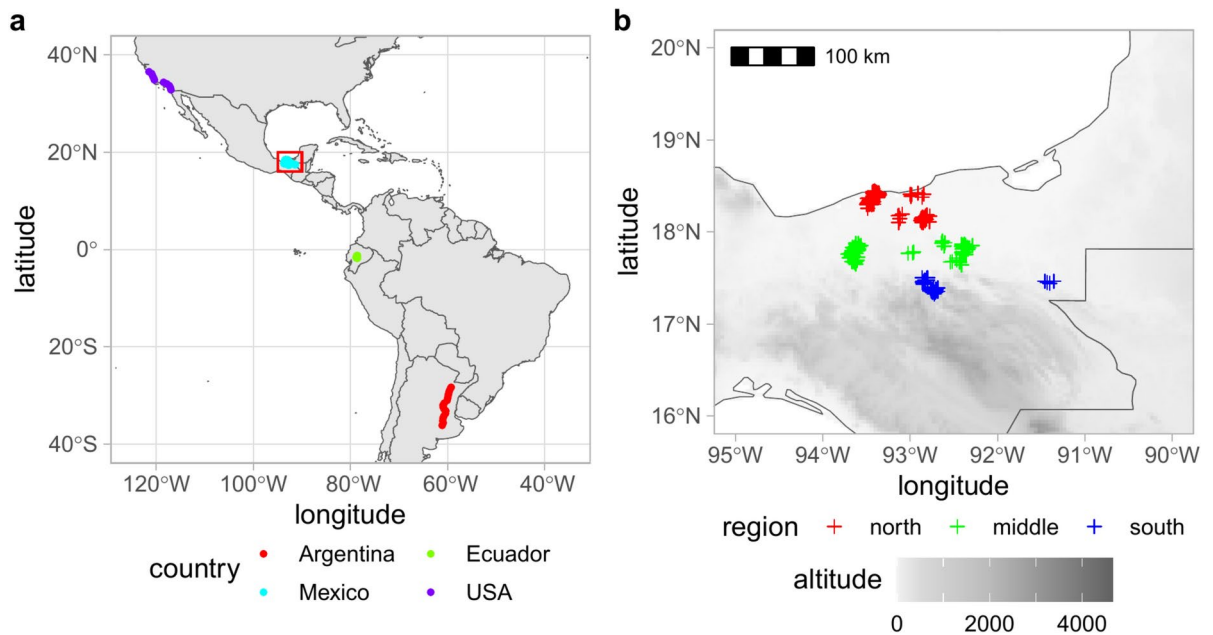 a
40°N
20°N
0°
20°S
40°S
latitude
120°W 100°W 80°W 60°W 40°W
longitude
country
Argentina Ecuador
Mexico USA
b
100 km
20°N
19°N
18°N
17°N
16°N
latitude
95°W 94°W 93°W 92°W 91°W 90°W
longitude
region north middle south
altitude
0 2000 4000